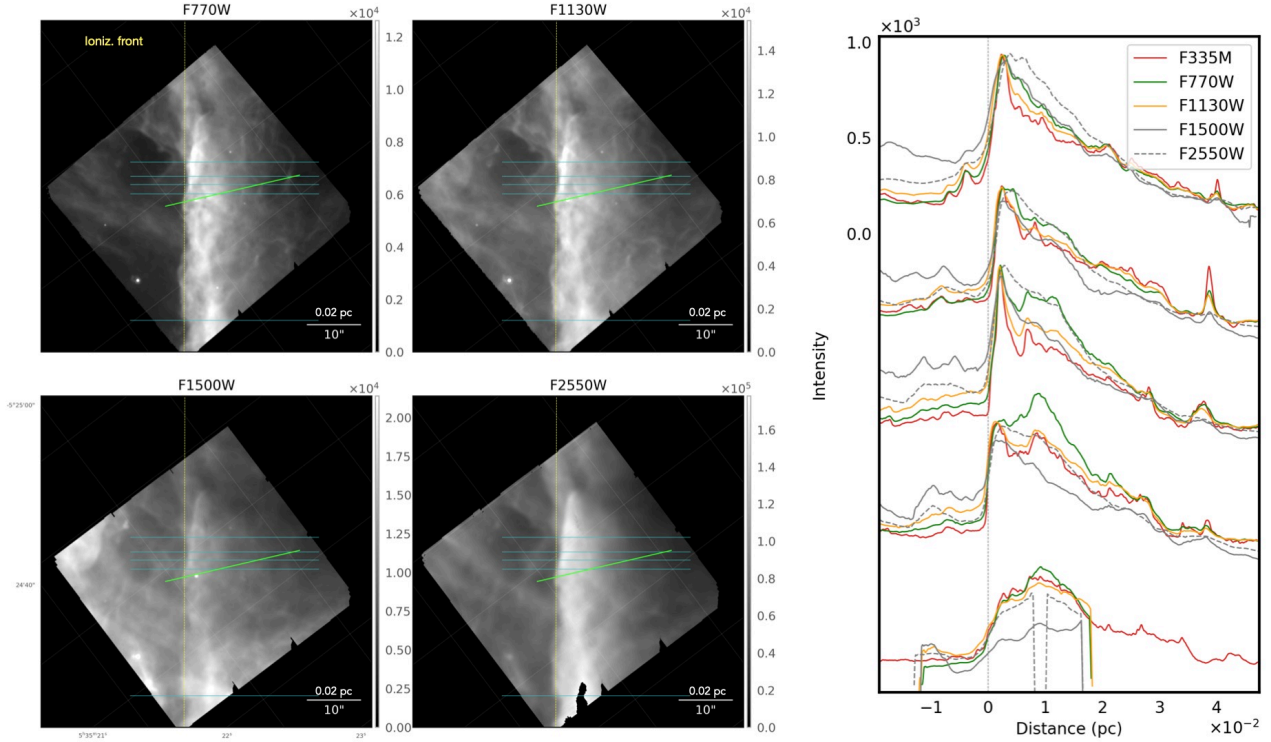 F770W
×10⁴
Ioniz. front
1.2
1.0
0.8
0.6
0.4
0.2
0.0
0.02 pc
10"
F1130W
×10⁴
1.4
1.2
1.0
0.8
0.6
0.4
0.2
0.0
0.02 pc
10"
F1500W
×10⁴
2.00
1.75
1.50
1.25
1.00
0.75
0.50
0.25
0.00
-5°25'00"
24'40"
5ʰ35ᵐ21ˢ
22ˢ
23ˢ
0.02 pc
10"
F2550W
×10⁵
1.6
1.4
1.2
1.0
0.8
0.6
0.4
0.2
0.0
0.02 pc
10"
×10³
1.0
0.5
0.0
Intensity
F335M
F770W
F1130W
F1500W
F2550W
−1
0
1
2
3
4
Distance (pc)
×10⁻²